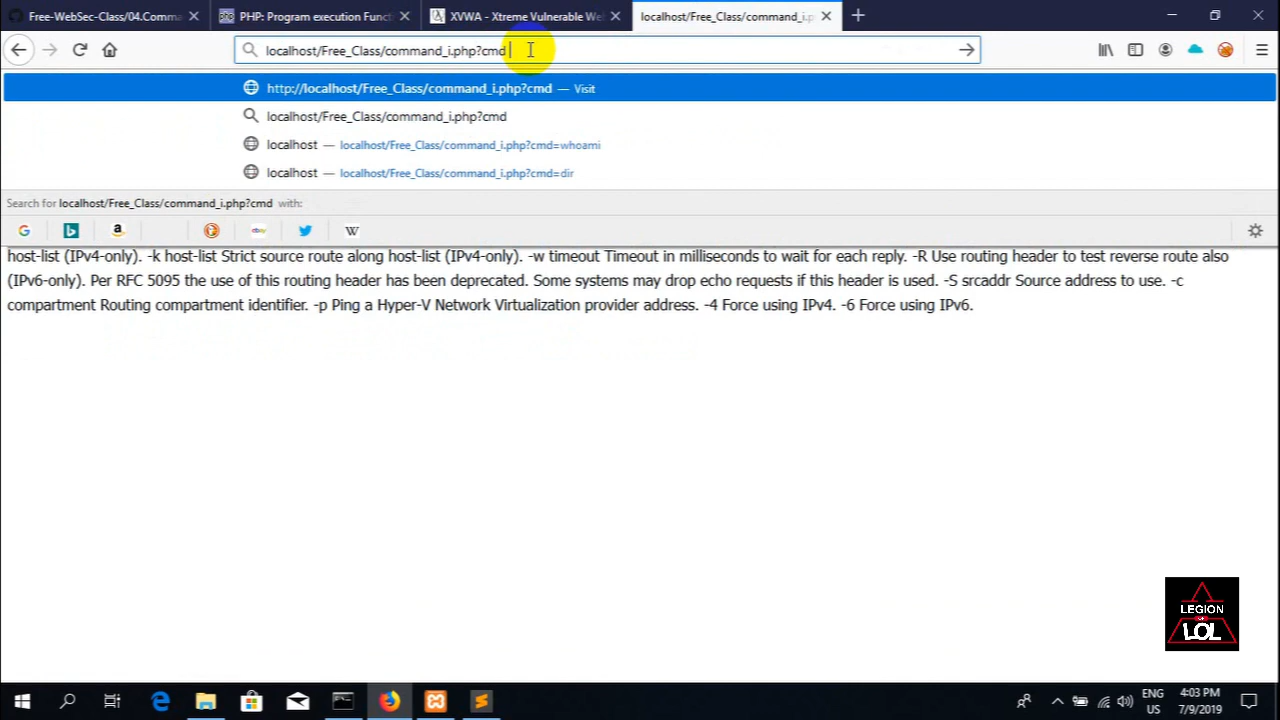 Free-WebSec-Class/04.Comma
PHP: Program execution Funct
XVWA - Xtreme Vulnerable We
localhost/Free_Class/command_i.p
localhost/Free_Class/command_i.php?cmd
http://localhost/Free_Class/command_i.php?cmd — Visit
localhost/Free_Class/command_i.php?cmd
localhost — localhost/Free_Class/command_i.php?cmd=whoami
localhost — localhost/Free_Class/command_i.php?cmd=dir
Search for localhost/Free_Class/command_i.php?cmd with:
host-list (IPv4-only). -k host-list Strict source route along host-list (IPv4-only). -w timeout Timeout in milliseconds to wait for each reply. -R Use routing header to test reverse route also
(IPv6-only). Per RFC 5095 the use of this routing header has been deprecated. Some systems may drop echo requests if this header is used. -S srcaddr Source address to use. -c
compartment Routing compartment identifier. -p Ping a Hyper-V Network Virtualization provider address. -4 Force using IPv4. -6 Force using IPv6.
LEGION
LOL
ENG
US
4:03 PM
7/9/2019